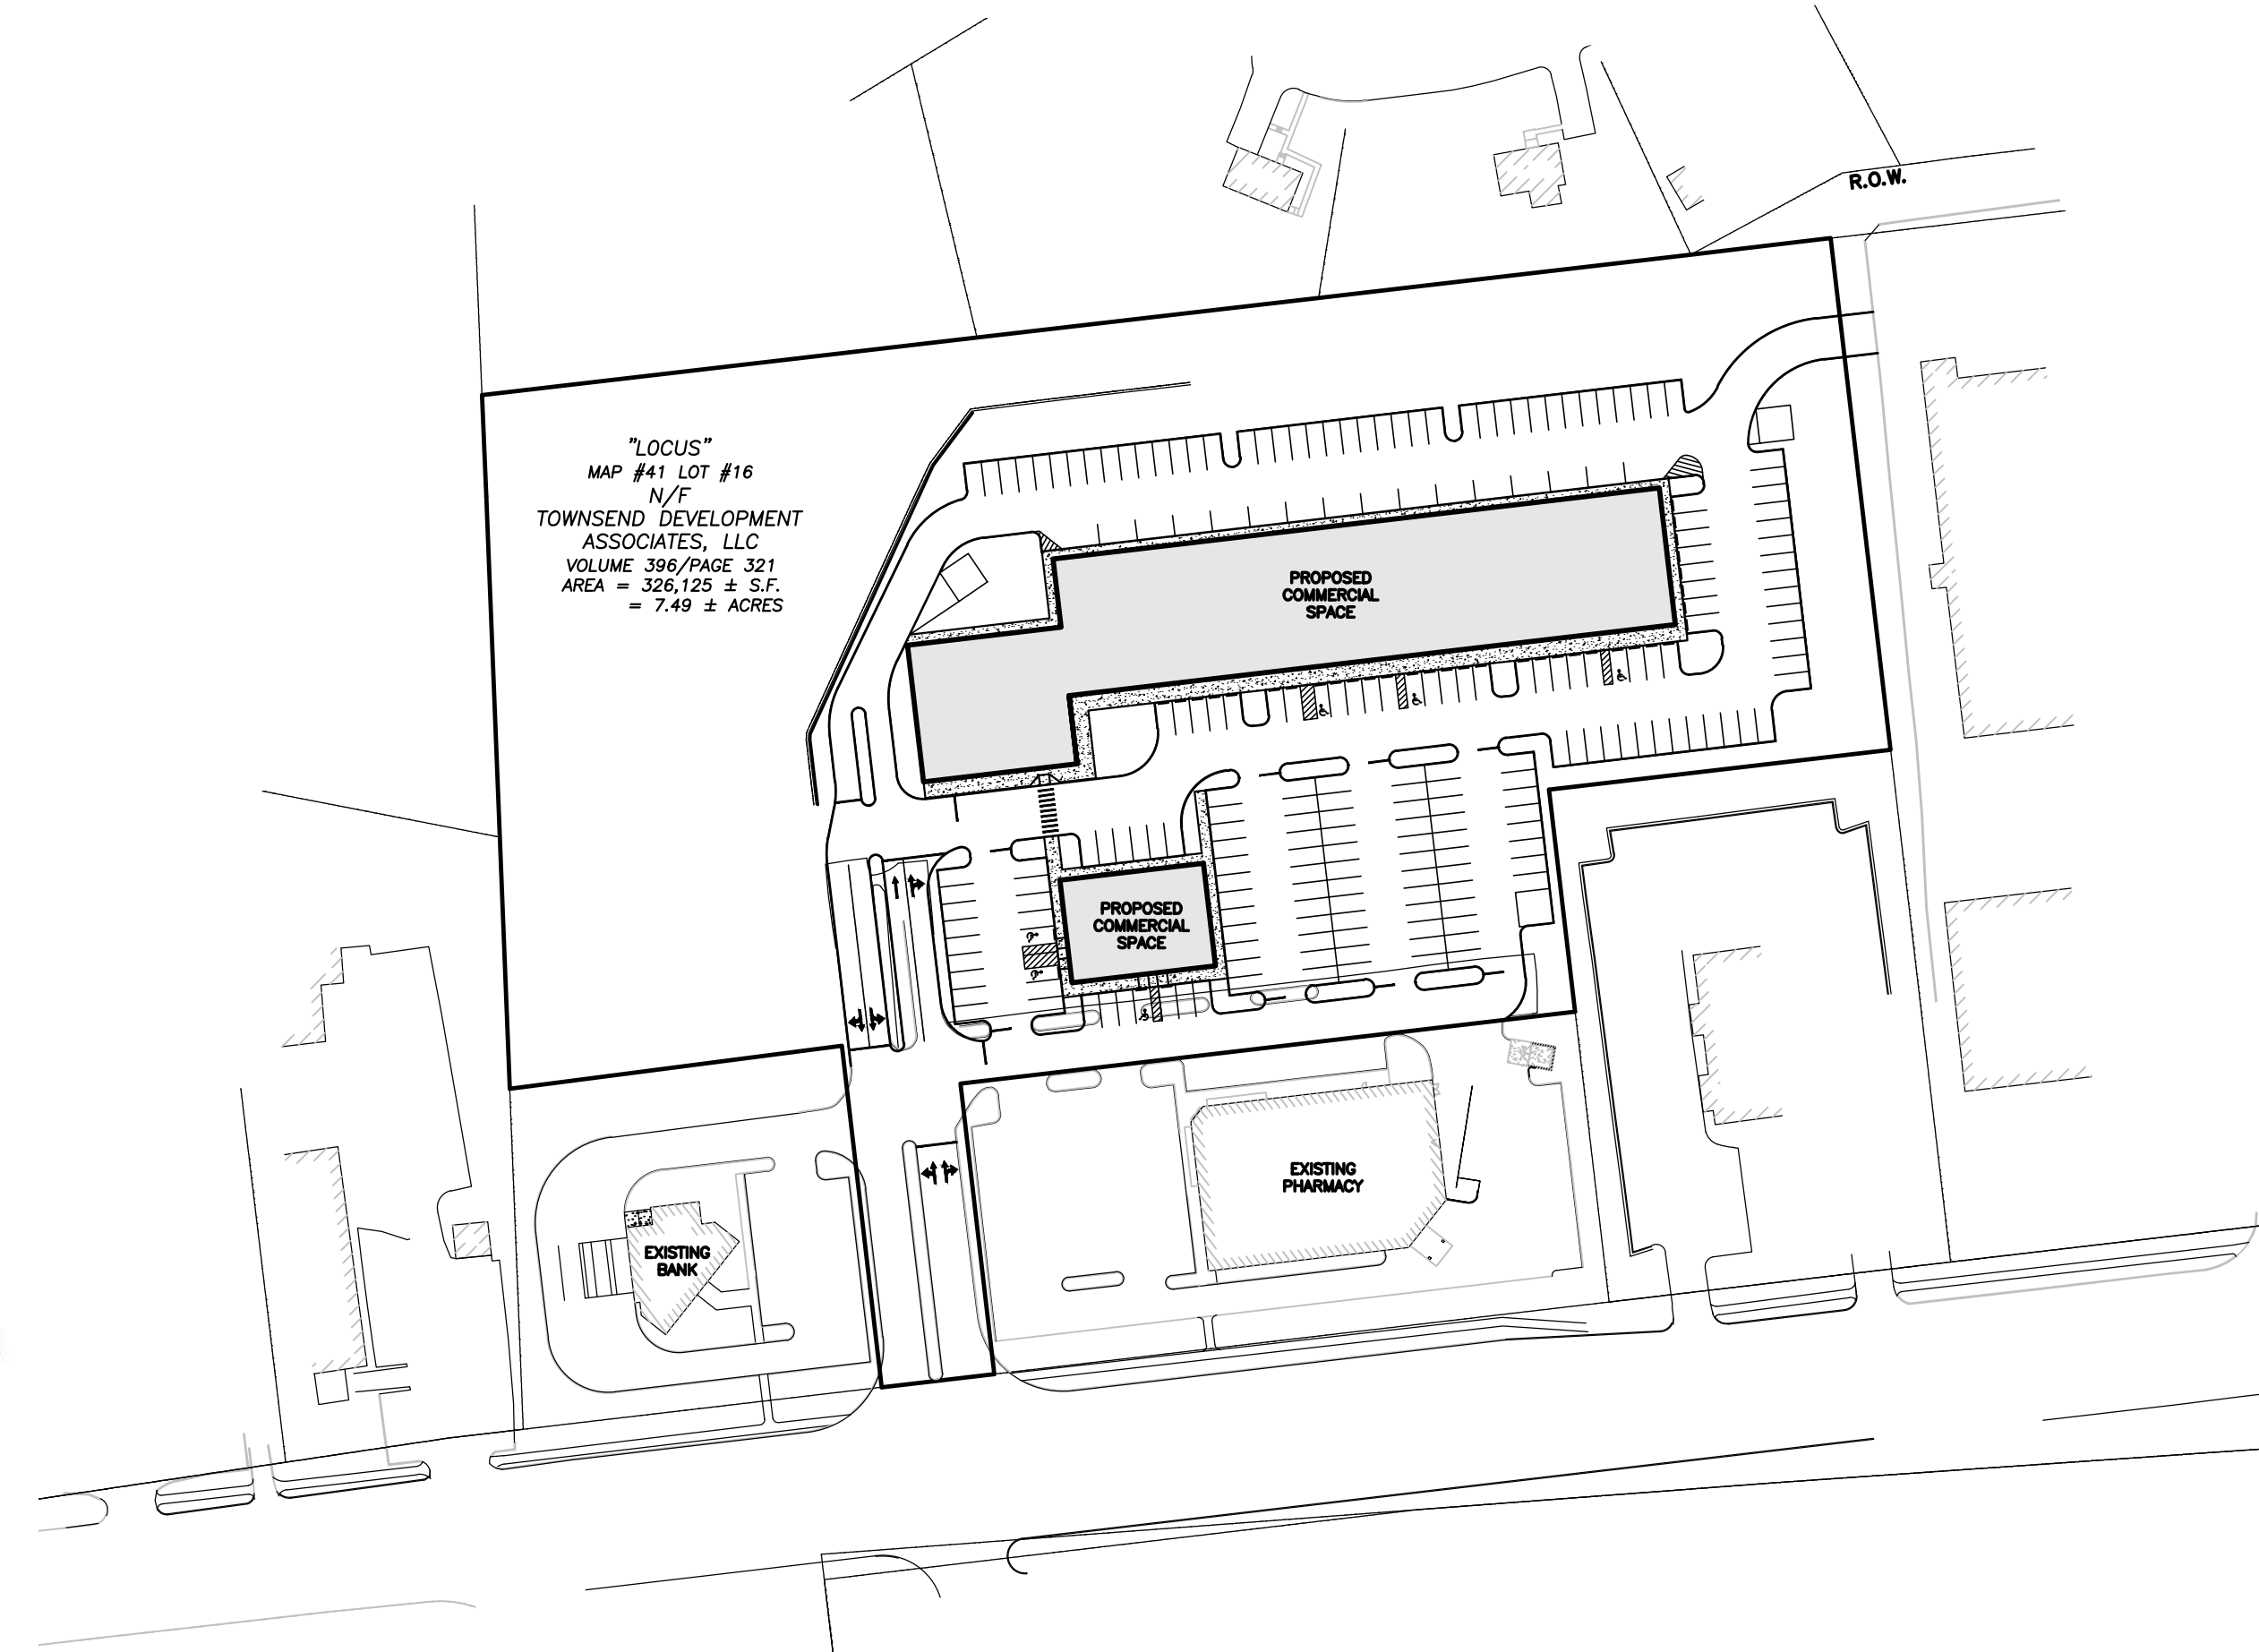 R.O.W.
"LOCUS"
MAP #41 LOT #16
N/F
TOWNSEND DEVELOPMENT
ASSOCIATES, LLC
VOLUME 396/PAGE 321
AREA = 326,125 ± S.F.
= 7.49 ± ACRES
PROPOSED
COMMERCIAL
SPACE
PROPOSED
COMMERCIAL
SPACE
EXISTING
PHARMACY
EXISTING
BANK